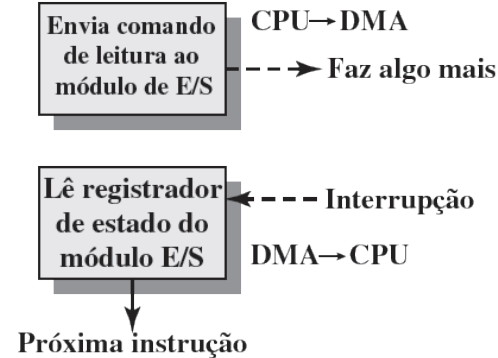 Envia comando
de leitura ao
módulo de E/S
CPU→DMA
Faz algo mais
Lê registrador
de estado do
módulo E/S
Interrupção
DMA→CPU
Próxima instrução